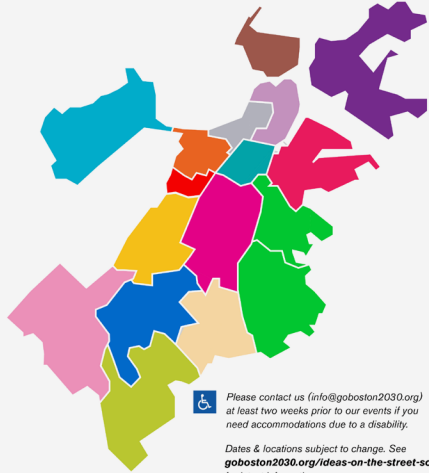 Please contact us (info@goboston2030.org)
at least two weeks prior to our events if you
need accommodations due to a disability.
Dates & locations subject to change. See